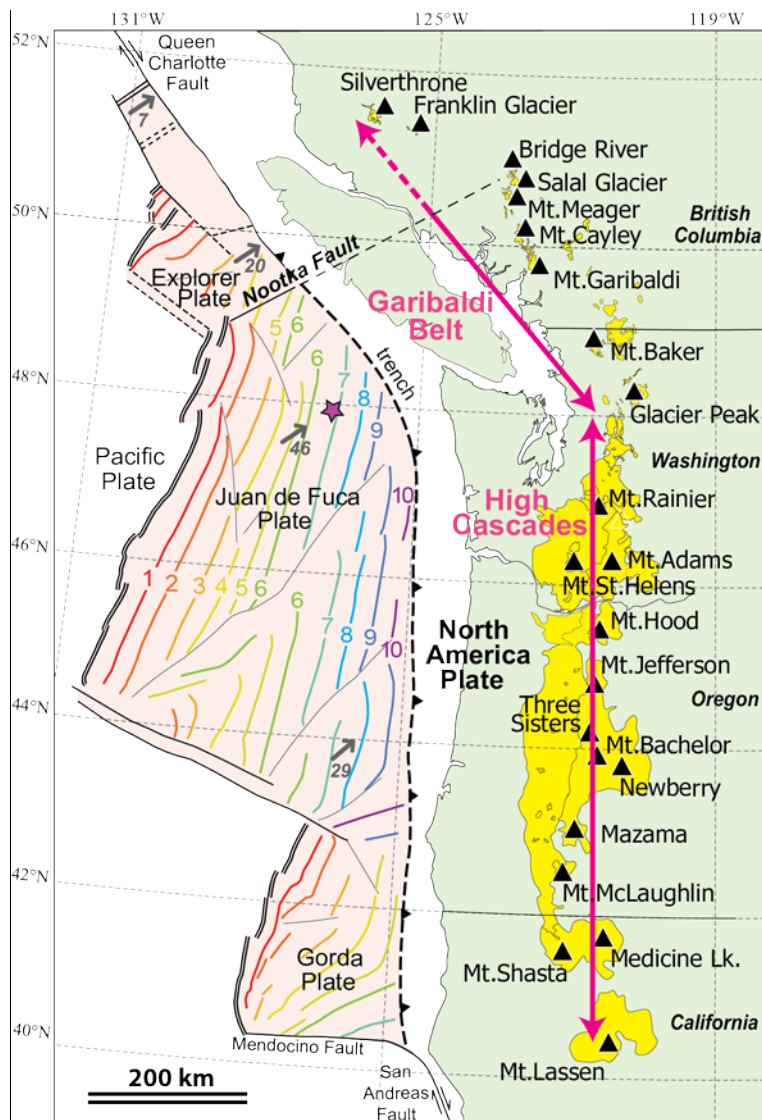 131°W
125°W
119°W
52°N
Queen
Charlotte
Fault
7
Silverthrone
Franklin Glacier
Bridge River
Salal Glacier
Mt.Meager
Mt.Cayley
British
Columbia
50°N
20
Nootka Fault
Explorer
Plate
Mt.Garibaldi
Garibaldi
Belt
5
6
6
7
trench
Mt.Baker
8
48°N
9
Glacier Peak
46
Pacific
Plate
Washington
Juan de Fuca
Plate
10
High
Cascades
Mt.Rainier
46°N
Mt.Adams
Mt.St.Helens
1
2
3
4
5
6
6
7
8
9
10
North
America
Plate
Mt.Hood
Mt.Jefferson
Oregon
Three
Sisters
44°N
29
Mt.Bachelor
Newberry
Mazama
42°N
Mt.McLaughlin
Gorda
Plate
Mt.Shasta
Medicine Lk.
California
40°N
Mendocino Fault
Mt.Lassen
200 km
San
Andreas
Fault